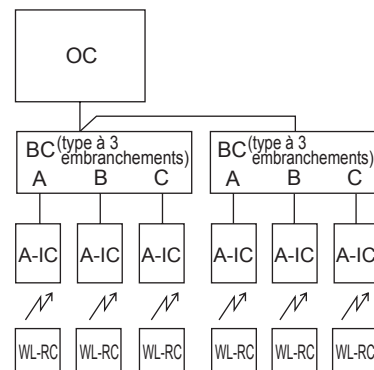 OC
BC (type à 3 embranchements)
A B C
BC (type à 3 embranchements)
A B C
A-IC A-IC A-IC A-IC A-IC A-IC
WL-RC WL-RC WL-RC WL-RC WL-RC WL-RC